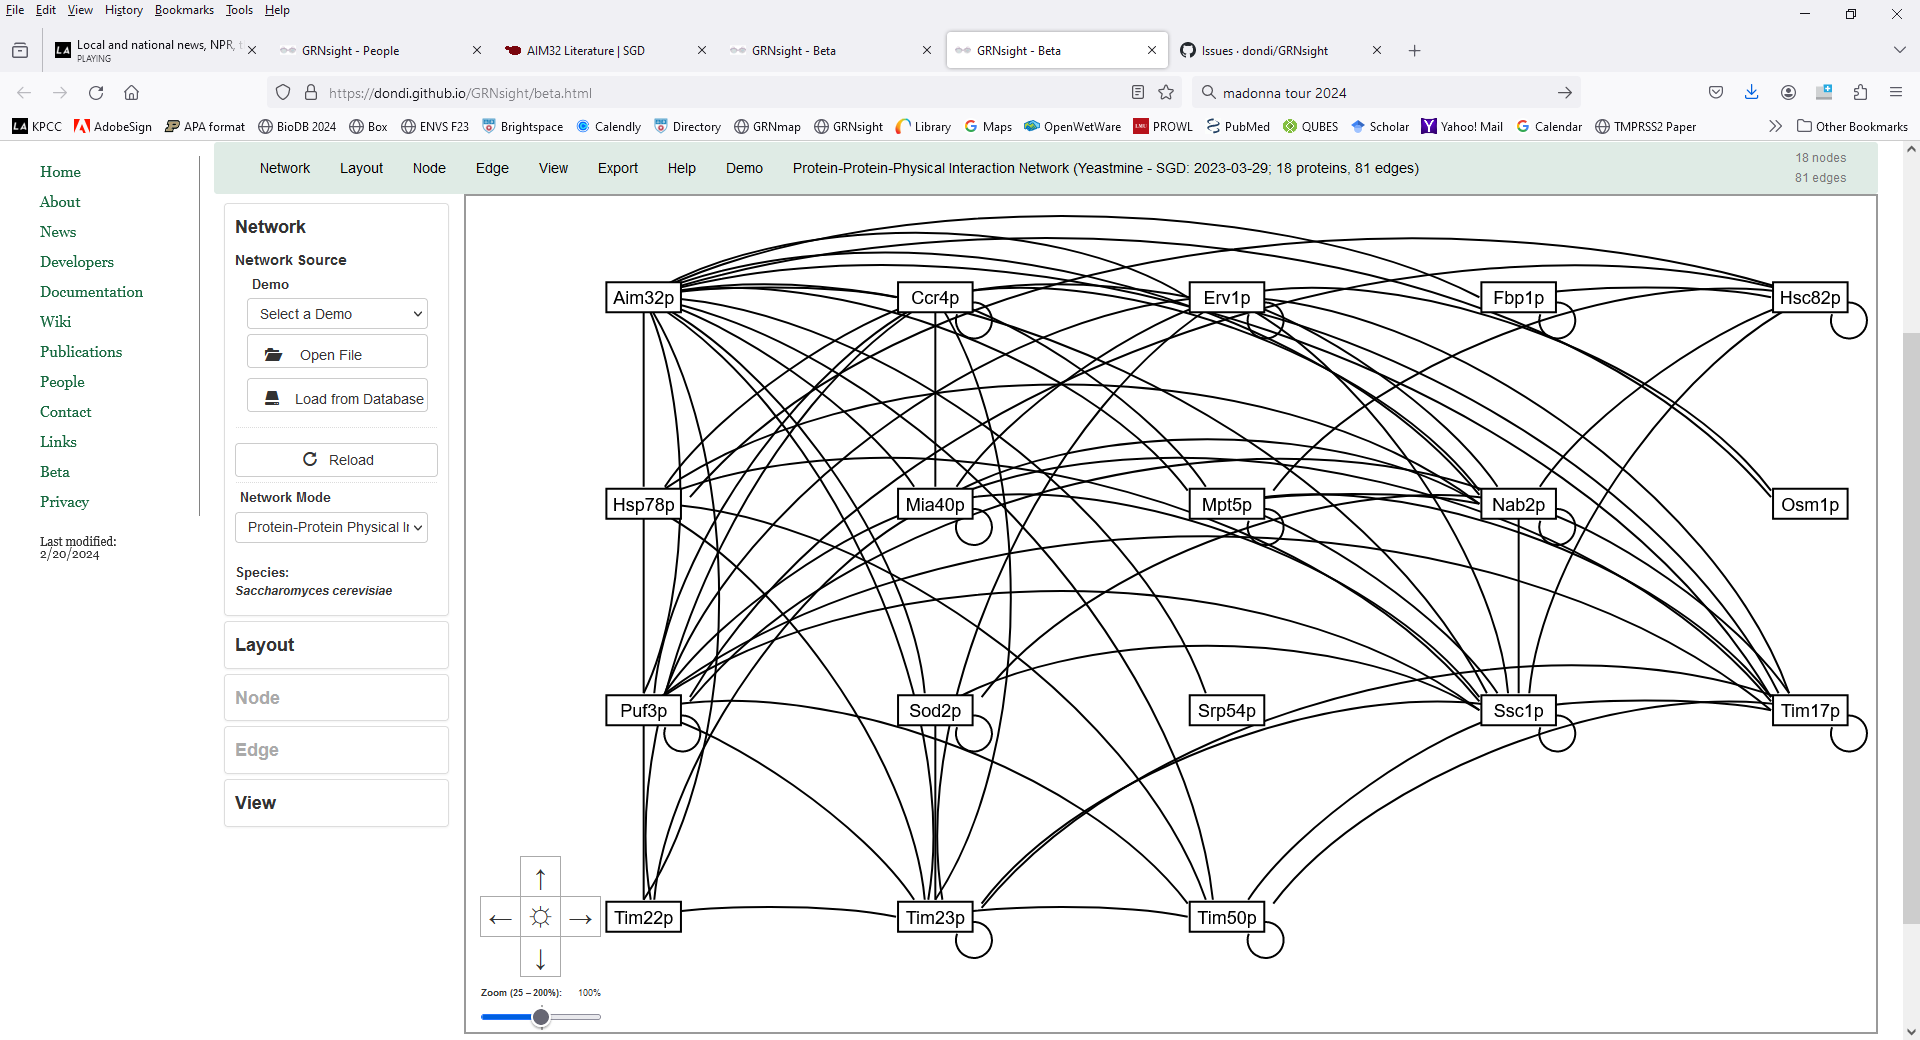 File Edit View History Bookmarks Tools Help
Local and national news, NPR,
PLAYING
GRNsight - People
AIM32 Literature | SGD
GRNsight - Beta
GRNsight - Beta
Issues · dondi/GRNsight
https://dondi.github.io/GRNsight/beta.html
madonna tour 2024
LA KPCC AdobeSign APA format BioDB 2024 Box ENVS F23 Brightspace Calendly Directory GRNmap GRNsight Library Maps OpenWetWare PROWL PubMed QUBES Scholar Yahoo! Mail Calendar TMPRSS2 Paper Other Bookmarks
Home
About
News
Developers
Documentation
Wiki
Publications
People
Contact
Links
Beta
Privacy
Last modified:
2/20/2024
Network Layout Node Edge View Export Help Demo Protein-Protein-Physical Interaction Network (Yeastmine - SGD: 2023-03-29; 18 proteins, 81 edges)
18 nodes
81 edges
Network
Network Source
Demo
Select a Demo
Open File
Load from Database
Reload
Network Mode
Protein-Protein Physical Ir
Species:
Saccharomyces cerevisiae
Layout
Node
Edge
View
Aim32p Ccr4p Erv1p Fbp1p Hsc82p
Hsp78p Mia40p Mpt5p Nab2p Osm1p
Puf3p Sod2p Srp54p Ssc1p Tim17p
Tim22p Tim23p Tim50p
Zoom (25 – 200%): 100%